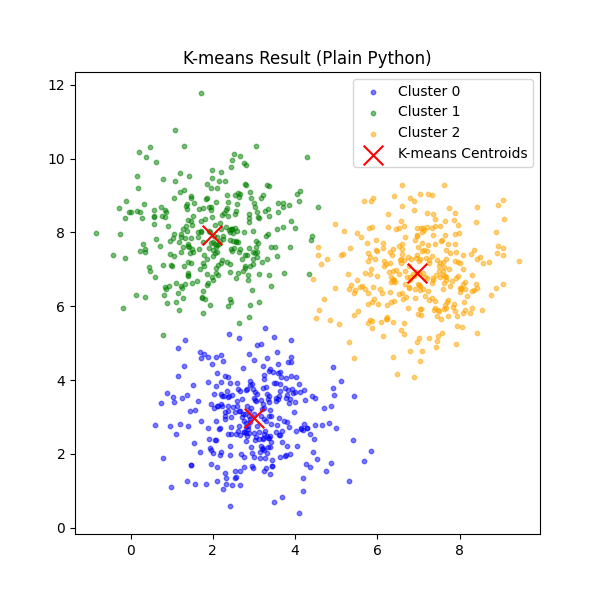 K-means Result (Plain Python)
Cluster 0
Cluster 1
Cluster 2
K-means Centroids
12
10
8
6
4
2
0
0 2 4 6 8